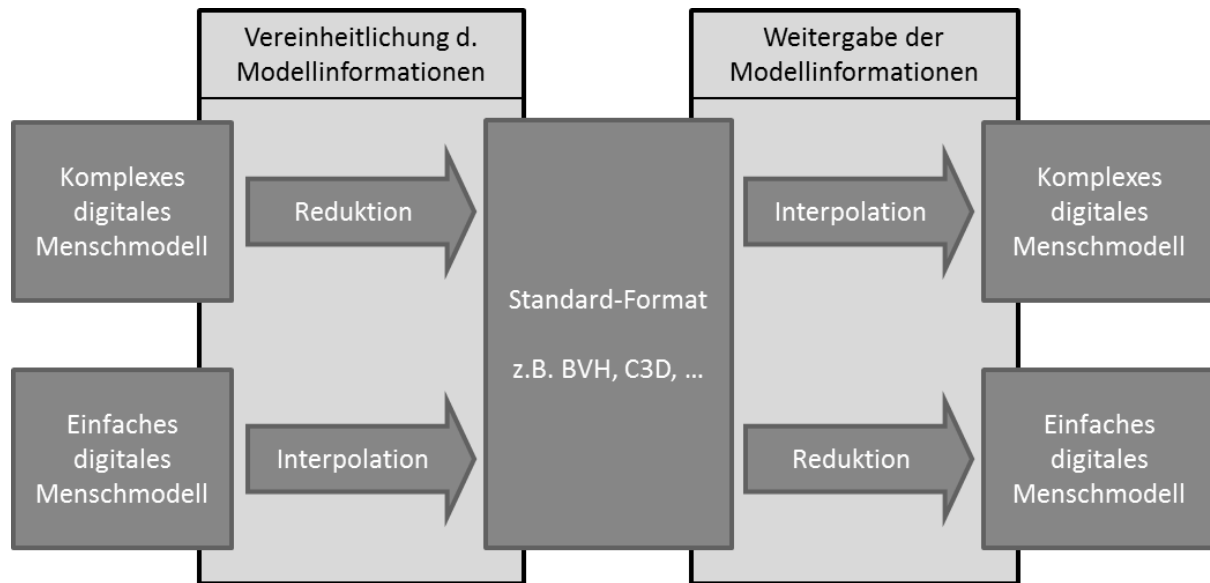 Vereinheitlichung d.
Modellinformationen
Weitergabe der
Modellinformationen
Komplexes
digitales
Menschmodell
Reduktion
Interpolation
Komplexes
digitales
Menschmodell
Standard-Format
z.B. BVH, C3D, ...
Einfaches
digitales
Menschmodell
Interpolation
Reduktion
Einfaches
digitales
Menschmodell